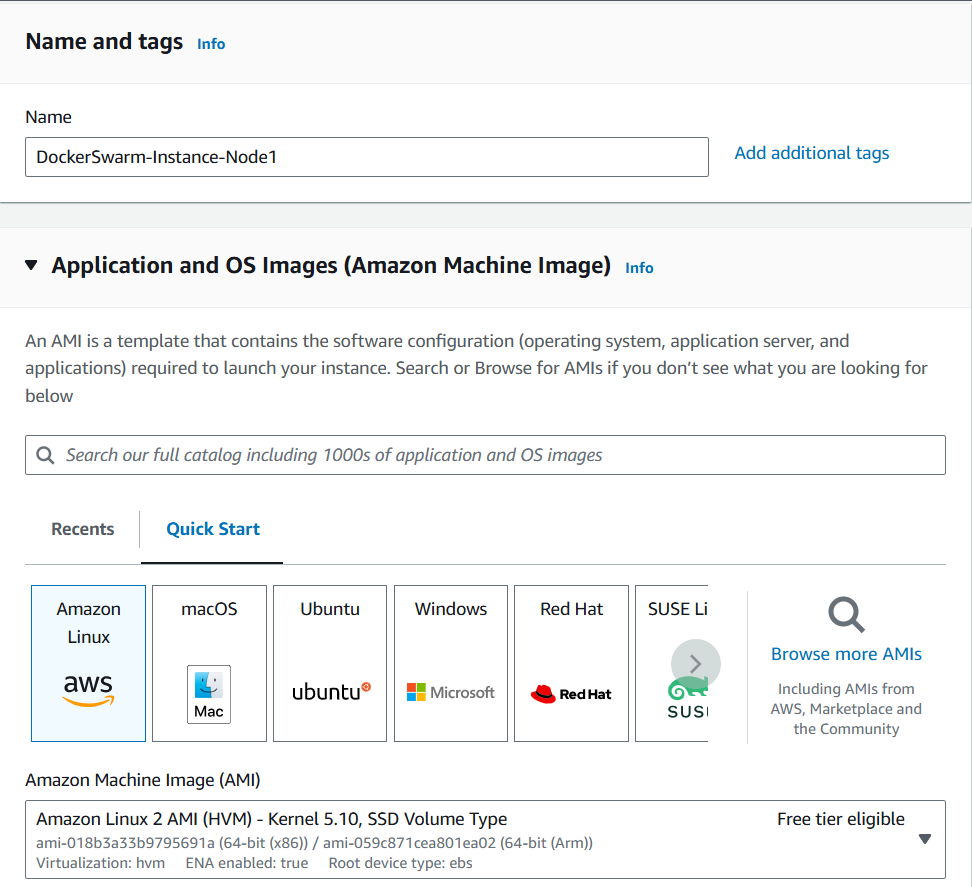 Name and tags Info
Name
DockerSwarm-Instance-Node1
Add additional tags
Application and OS Images (Amazon Machine Image) Info
An AMI is a template that contains the software configuration (operating system, application server, and
applications) required to launch your instance. Search or Browse for AMIs if you don’t see what you are looking for
below
Search our full catalog including 1000s of application and OS images
Recents
Quick Start
Amazon
Linux
aws
macOS
Mac
Ubuntu
ubuntu
Windows
Microsoft
Red Hat
Red Hat
SUSE Li
SUS
Browse more AMIs
Including AMIs from
AWS, Marketplace and
the Community
Amazon Machine Image (AMI)
Amazon Linux 2 AMI (HVM) - Kernel 5.10, SSD Volume Type
Free tier eligible
ami-018b3a33b9795691a (64-bit (x86)) / ami-059c871cea801ea02 (64-bit (Arm))
Virtualization: hvm ENA enabled: true Root device type: ebs